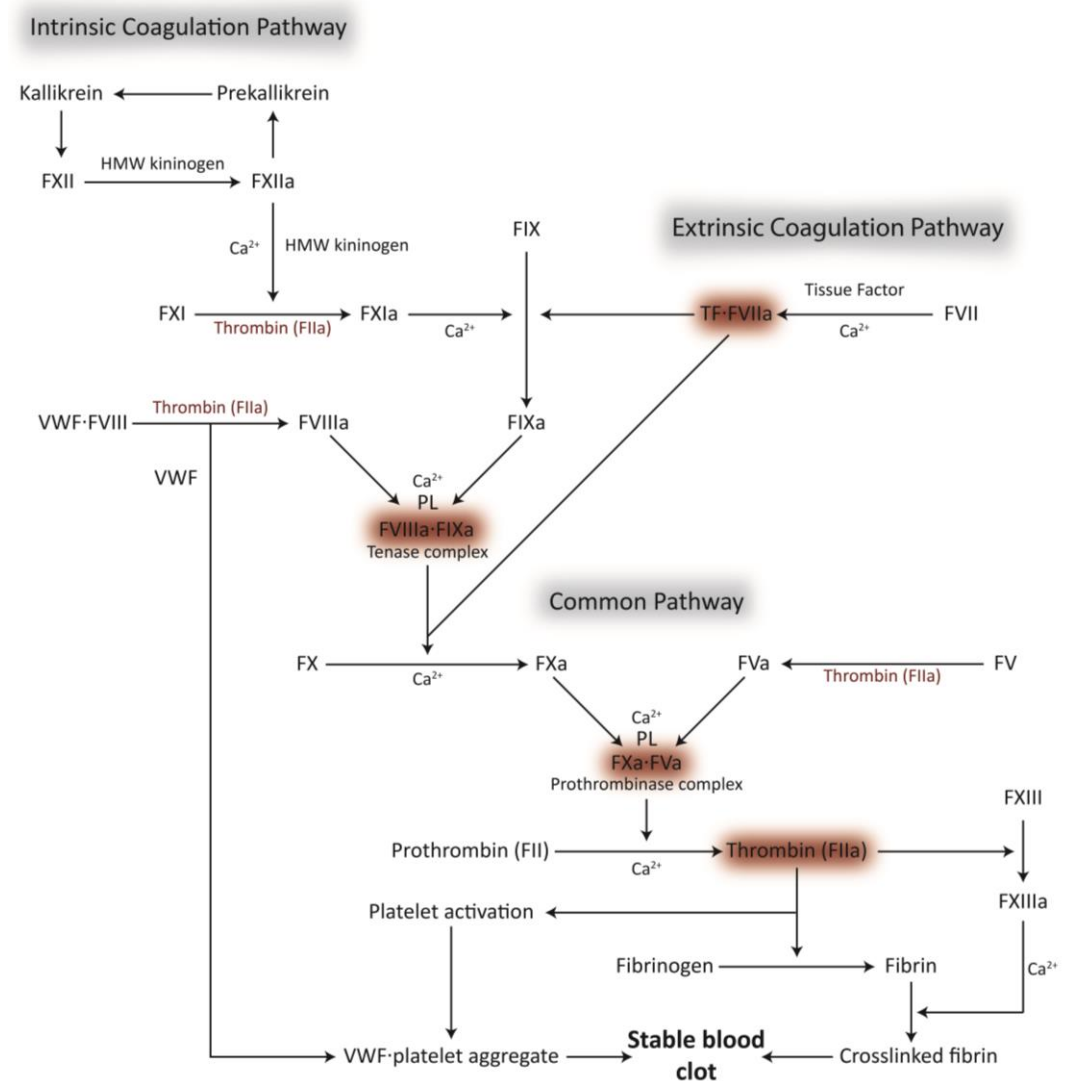 Intrinsic Coagulation Pathway
Kallikrein
Prekallikrein
HMW kininogen
FXII
FXIIa
Ca²⁺
HMW kininogen
FIX
Extrinsic Coagulation Pathway
Tissue Factor
FXI
Thrombin (FIIa)
FXIa
Ca²⁺
TF·FVIIa
Ca²⁺
FVII
VWF·FVIII
Thrombin (FIIa)
FVIIIa
FIXa
VWF
Ca²⁺
PL
FVIIIa·FIXa
Tenase complex
Common Pathway
FX
Ca²⁺
FXa
FVa
Thrombin (FIIa)
FV
Ca²⁺
PL
FXa·FVa
Prothrombinase complex
FXIII
Prothrombin (FII)
Ca²⁺
Thrombin (FIIa)
FXIIIa
Platelet activation
Fibrinogen
Fibrin
Ca²⁺
VWF·platelet aggregate
Stable blood
clot
Crosslinked fibrin